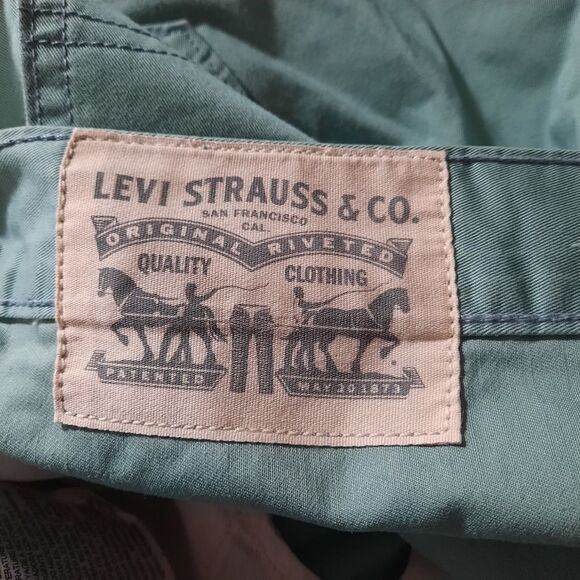 LEVI STRAUSS & CO.
SAN FRANCISCO
CAL.
ORIGINAL RIVETED
QUALITY CLOTHING
PATENTED MAY 20 1873